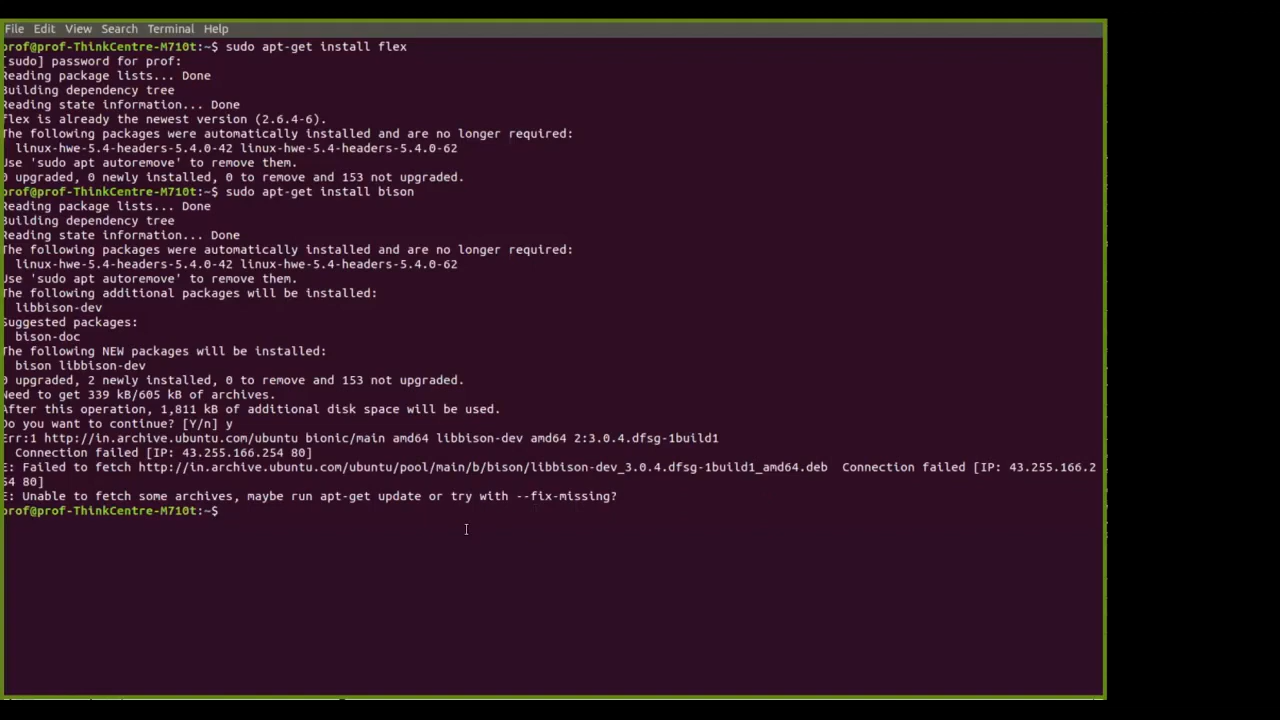 File Edit View Search Terminal Help
prof@prof-ThinkCentre-M710t:~$ sudo apt-get install flex
[sudo] password for prof:
Reading package lists... Done
Building dependency tree
Reading state information... Done
flex is already the newest version (2.6.4-6).
The following packages were automatically installed and are no longer required:
  linux-hwe-5.4-headers-5.4.0-42 linux-hwe-5.4-headers-5.4.0-62
Use 'sudo apt autoremove' to remove them.
0 upgraded, 0 newly installed, 0 to remove and 153 not upgraded.
prof@prof-ThinkCentre-M710t:~$ sudo apt-get install bison
Reading package lists... Done
Building dependency tree
Reading state information... Done
The following packages were automatically installed and are no longer required:
  linux-hwe-5.4-headers-5.4.0-42 linux-hwe-5.4-headers-5.4.0-62
Use 'sudo apt autoremove' to remove them.
The following additional packages will be installed:
  libbison-dev
Suggested packages:
  bison-doc
The following NEW packages will be installed:
  bison libbison-dev
0 upgraded, 2 newly installed, 0 to remove and 153 not upgraded.
Need to get 339 kB/605 kB of archives.
After this operation, 1,811 kB of additional disk space will be used.
Do you want to continue? [Y/n] y
Err:1 http://in.archive.ubuntu.com/ubuntu bionic/main amd64 libbison-dev amd64 2:3.0.4.dfsg-1build1
  Connection failed [IP: 43.255.166.254 80]
E: Failed to fetch http://in.archive.ubuntu.com/ubuntu/pool/main/b/bison/libbison-dev_3.0.4.dfsg-1build1_amd64.deb  Connection failed [IP: 43.255.166.2
54 80]
E: Unable to fetch some archives, maybe run apt-get update or try with --fix-missing?
prof@prof-ThinkCentre-M710t:~$